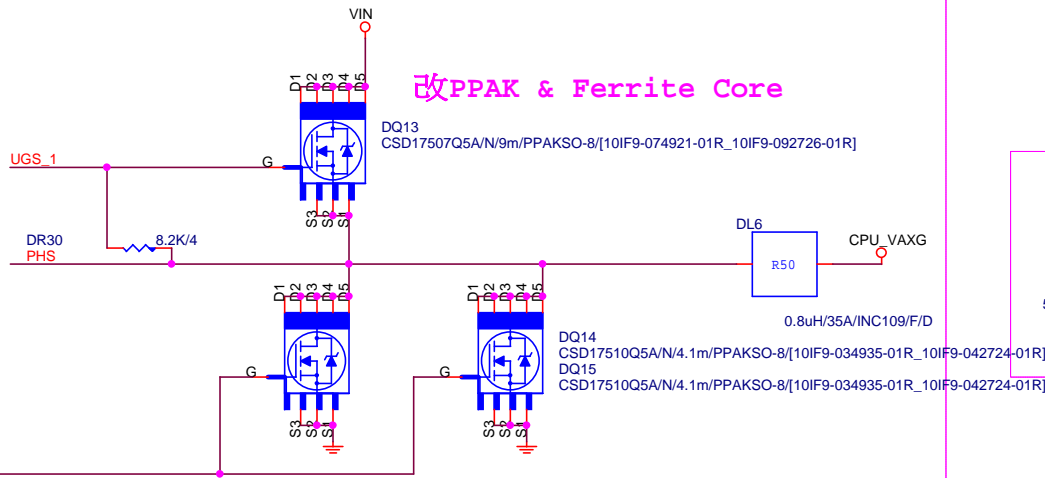 VIN
D1 D2 D3 D4 D5
改PPAK & Ferrite Core
DQ13
CSD17507Q5A/N/9m/PPAKSO-8/[10IF9-074921-01R_10IF9-092726-01R]
UGS_1
G
S3 S2 S1
DR30
8.2K/4
PHS
DL6
R50
CPU_VAXG
0.8uH/35A/INC109/F/D
D1 D2 D3 D4 D5
D1 D2 D3 D4 D5
DQ14
CSD17510Q5A/N/4.1m/PPAKSO-8/[10IF9-034935-01R_10IF9-042724-01R]
DQ15
CSD17510Q5A/N/4.1m/PPAKSO-8/[10IF9-034935-01R_10IF9-042724-01R]
G
G
S3 S2 S1
S3 S2 S1